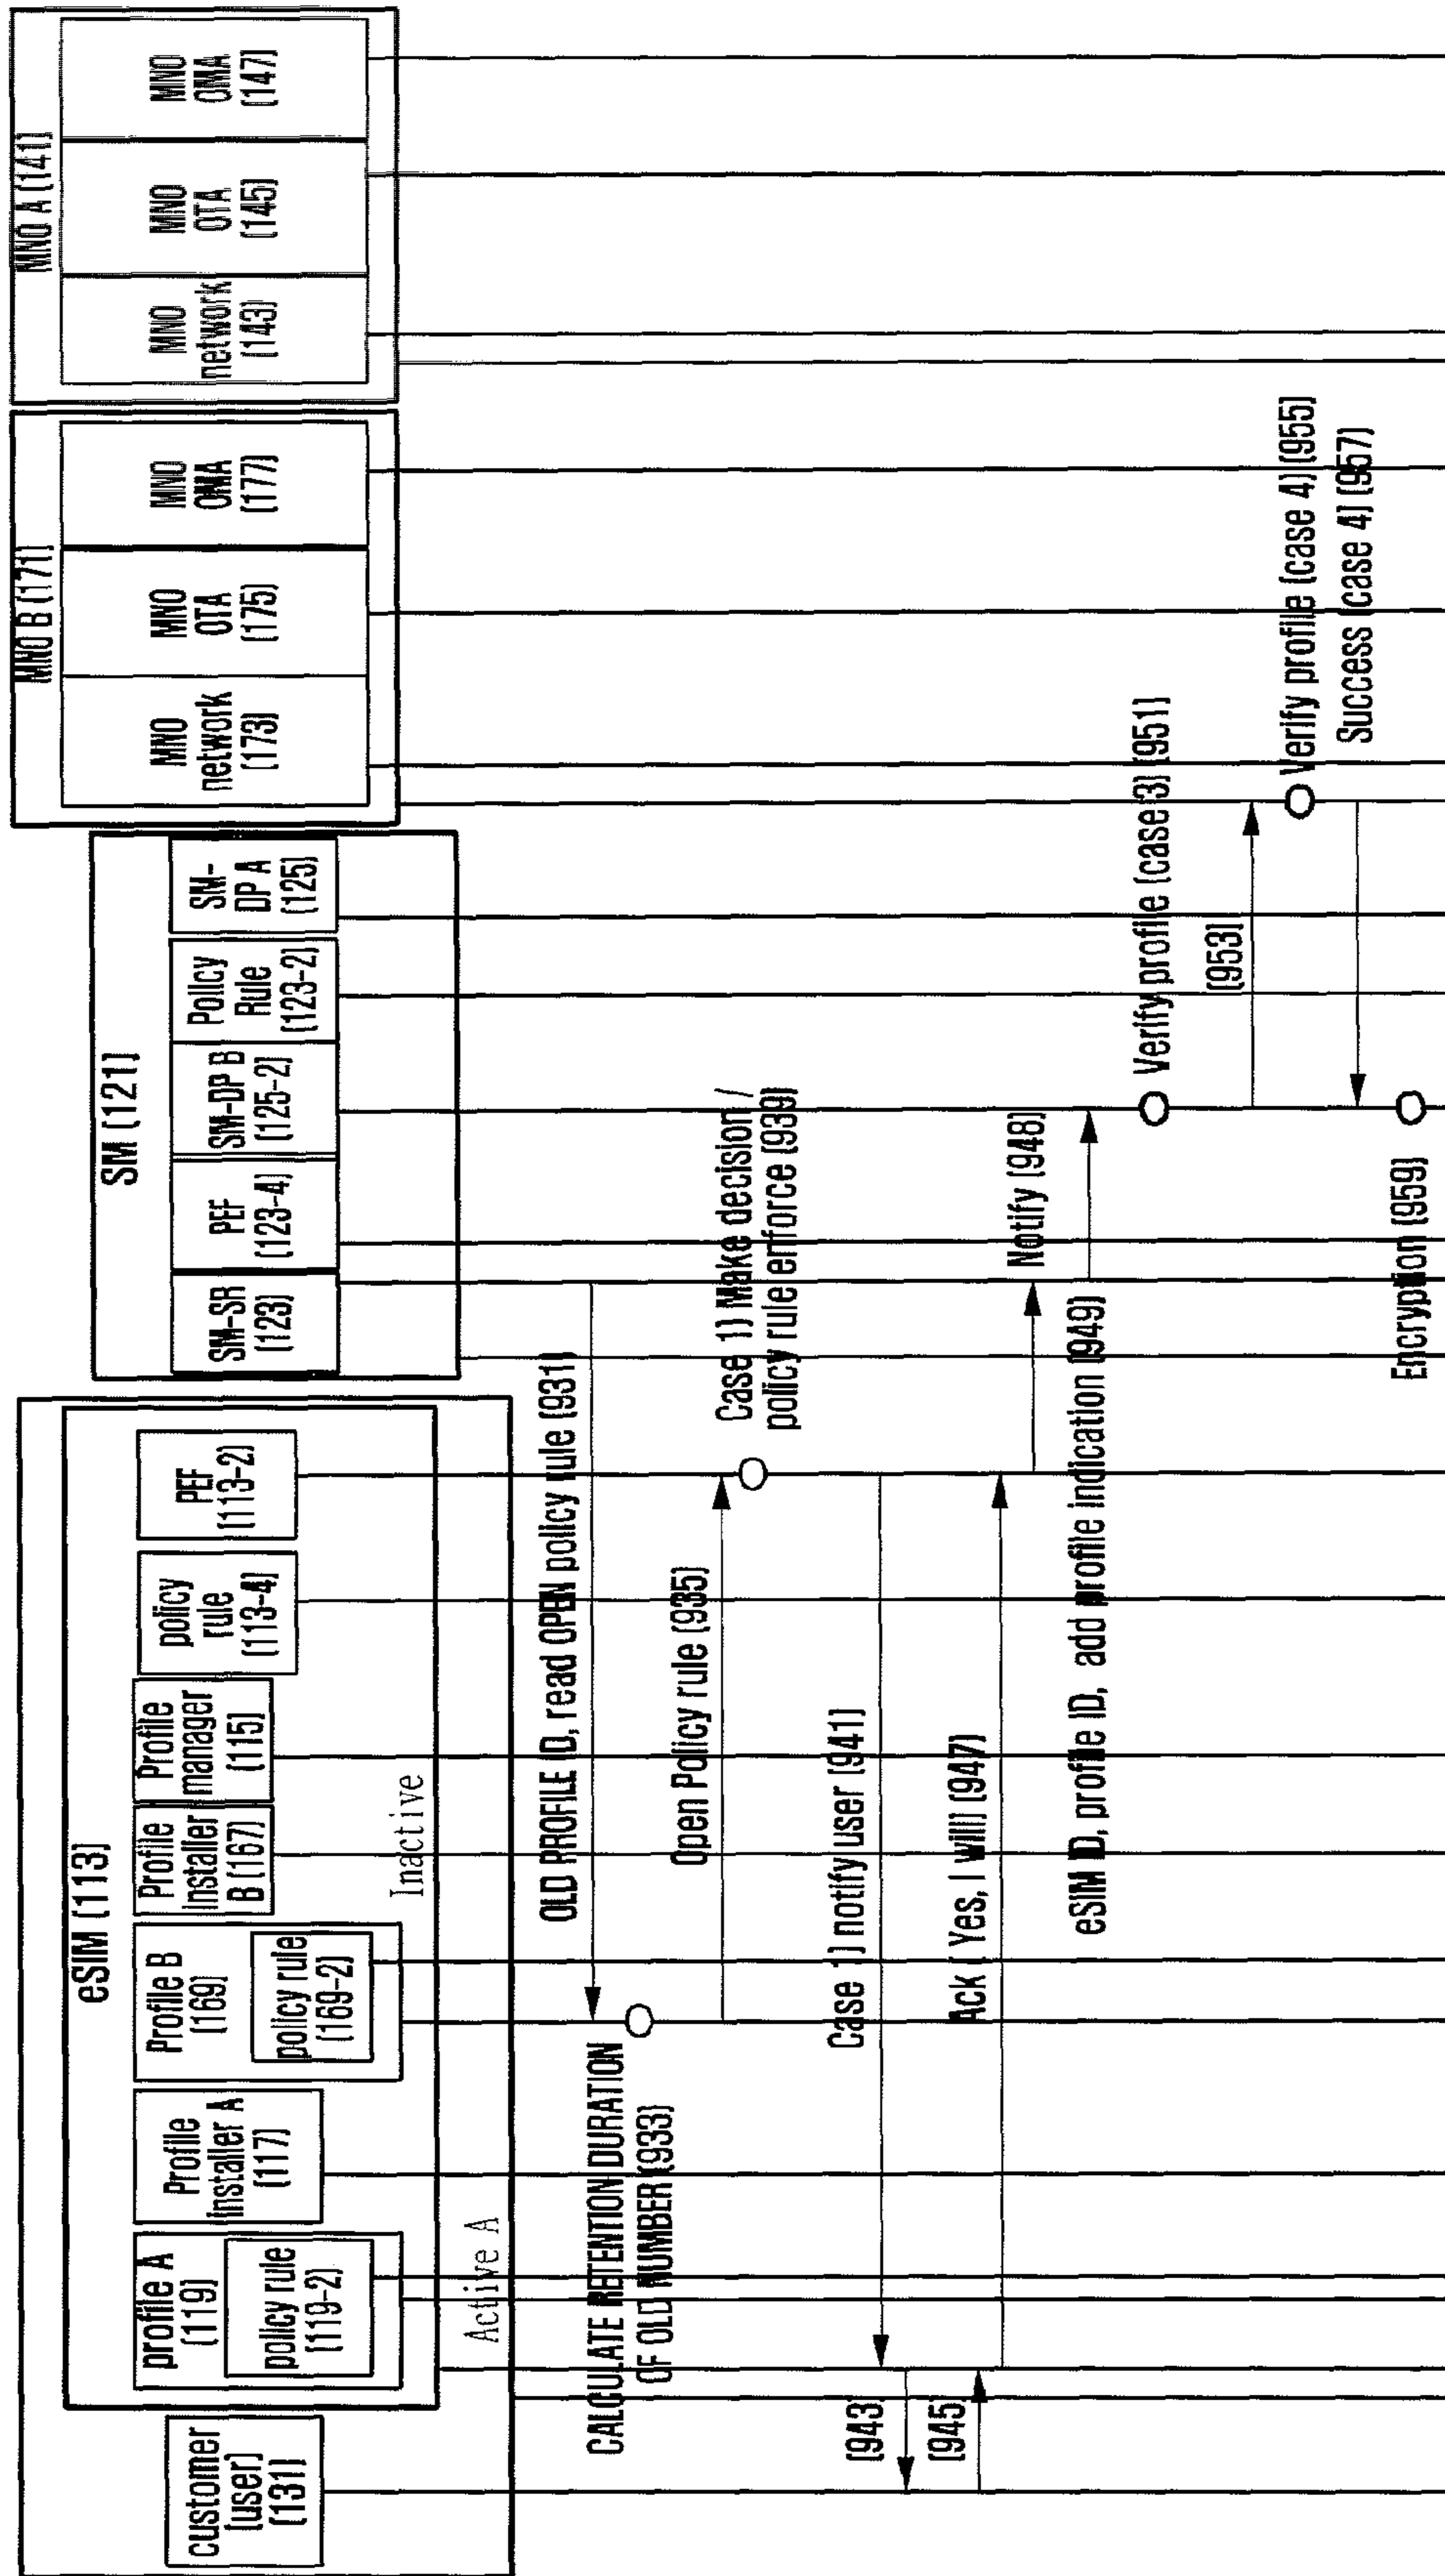 eSIM (113)
customer
(user)
(131)
profile A
(119)
policy rule
(119-2)
Profile
installer A
(117)
Profile B
(169)
policy rule
(169-2)
Profile
installer
B (167)
Profile
manager
(115)
policy
rule
(113-4)
PEF
(113-2)
Active A
Inactive
SM (121)
SM-SR
(123)
PEF
(123-4)
SM-DP B
(125-2)
Policy
Rule
(123-2)
SM-
DP A
(125)
MNO B (171)
MNO
network
(173)
MNO
OTA
(175)
MNO
OMA
(177)
MNO A (141)
MNO
network
(143)
MNO
OTA
(145)
MNO
OMA
(147)
OLD PROFILE ID, read OPEN policy rule (931)
CALCULATE RETENTION DURATION
OF OLD NUMBER (933)
Open Policy rule (935)
Case 1) Make decision /
policy rule enforce (939)
Case 1) notify user (941)
(943)
(945)
Ack ( Yes, I will) (947)
Notify (948)
eSIM ID, profile ID, add profile indication (949)
Verify profile (case 3) (951)
(953)
Verify profile (case 4) (955)
Success (case 4) (957)
Encryption (959)